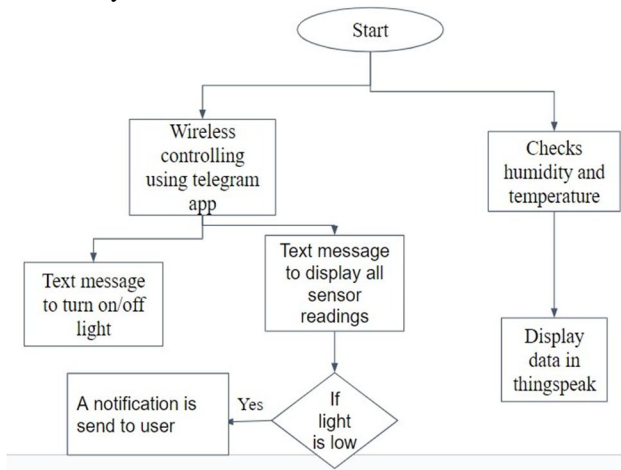 Start
Wireless
controlling
using telegram
app
Checks
humidity and
temperature
Text message
to turn on/off
light
Text message
to display all
sensor
readings
Display
data in
thingspeak
A notification is
send to user
Yes
If
light
is low